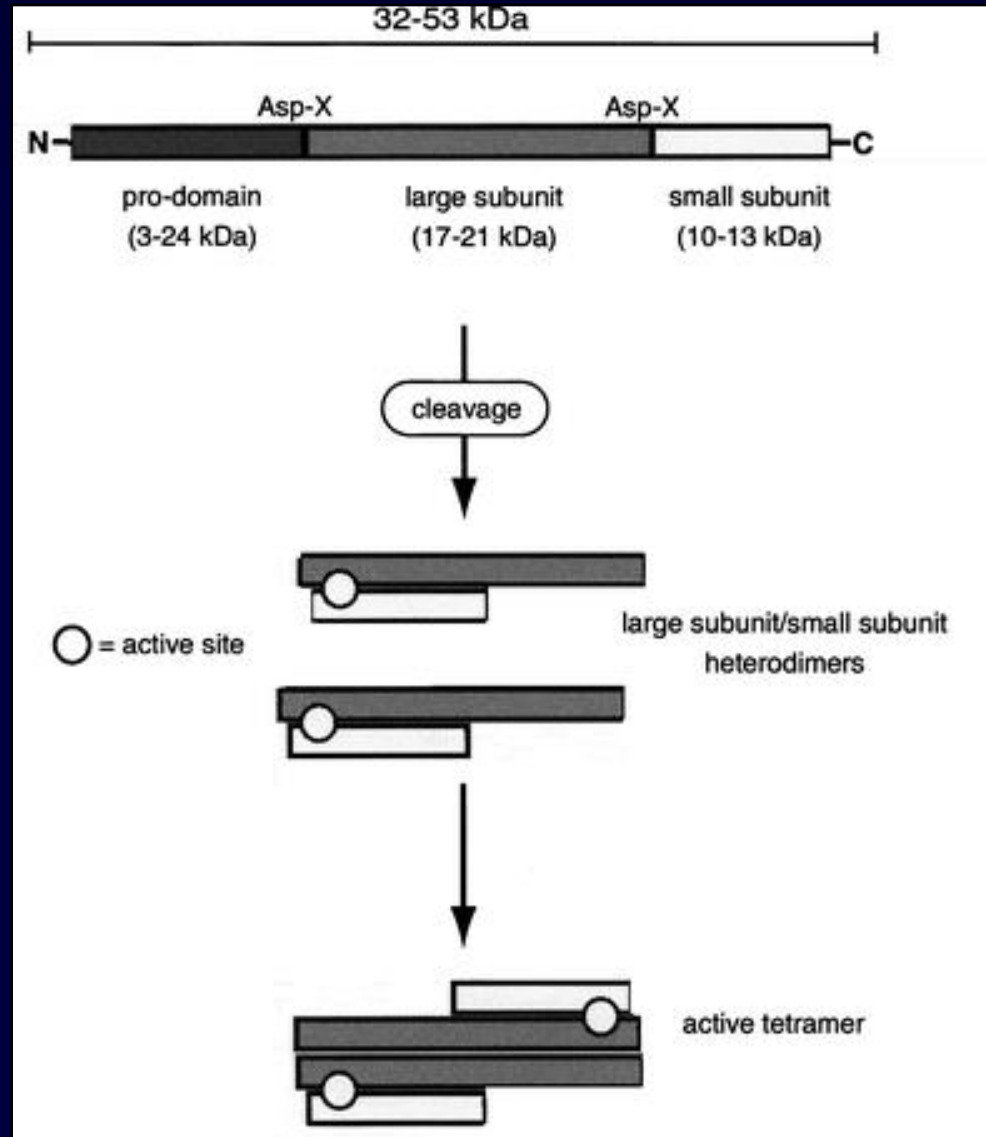 32-53 kDa
Asp-X Asp-X
N C
pro-domain large subunit small subunit
(3-24 kDa) (17-21 kDa) (10-13 kDa)
cleavage
large subunit/small subunit
heterodimers
= active site
active tetramer